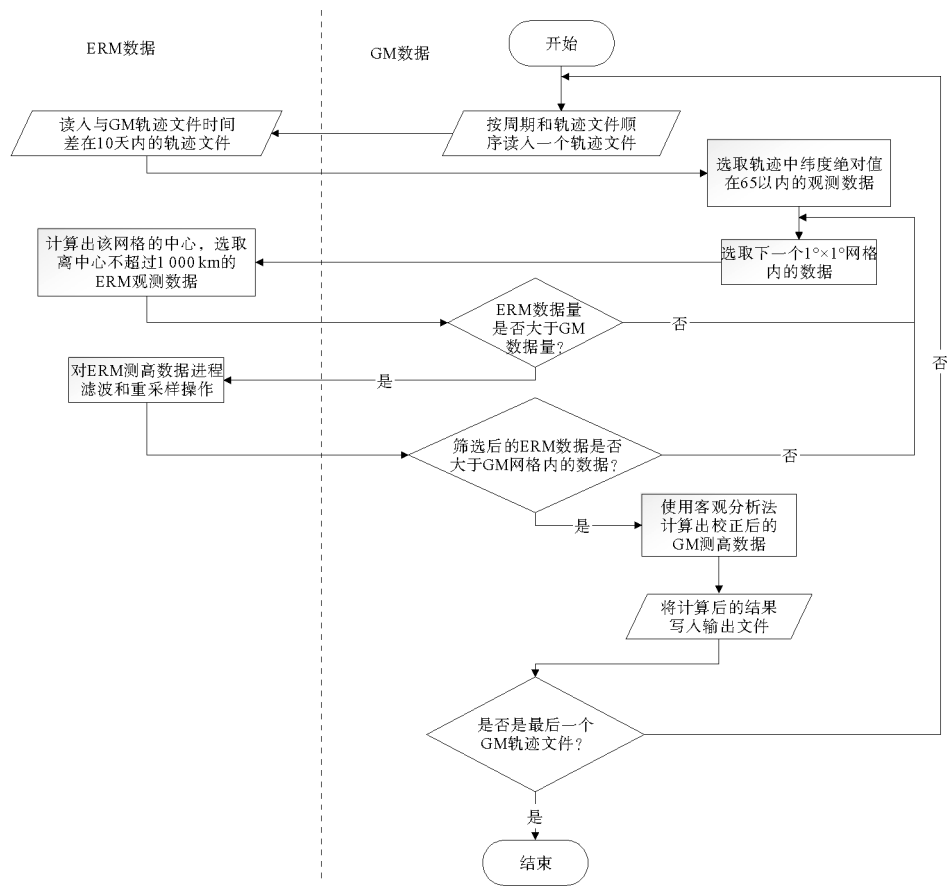 ERM数据
GM数据
开始
读入与GM轨迹文件时间
差在10天内的轨迹文件
按周期和轨迹文件顺
序读入一个轨迹文件
选取轨迹中纬度绝对值
在65以内的观测数据
计算出该网格的中心，选取
离中心不超过1 000 km的
ERM观测数据
选取下一个1°×1°网格
内的数据
ERM数据量
是否大于GM
数据量?
否
否
对ERM测高数据进程
滤波和重采样操作
是
筛选后的ERM数据是否
大于GM网格内的数据?
否
是
使用客观分析法
计算出校正后的
GM测高数据
将计算后的结果
写入输出文件
是否是最后一个
GM轨迹文件?
是
结束